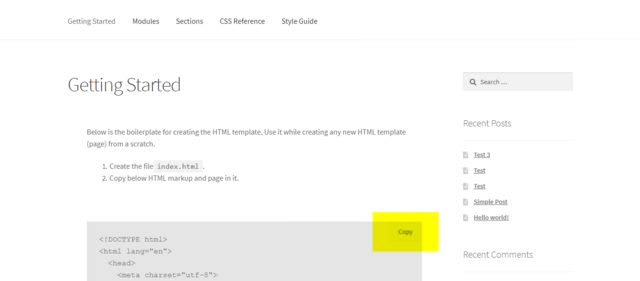 Getting Started Modules Sections CSS Reference Style Guide
Getting Started
Search …
Below is the boilerplate for creating the HTML template. Use it while creating any new HTML template
(page) from a scratch.
1. Create the file index.html.
2. Copy below HTML markup and page in it.
Copy
<!DOCTYPE html>
<html lang="en">
<head>
<meta charset="utf-8">
Recent Posts
Test 3
Test
Test
Simple Post
Hello world!
Recent Comments